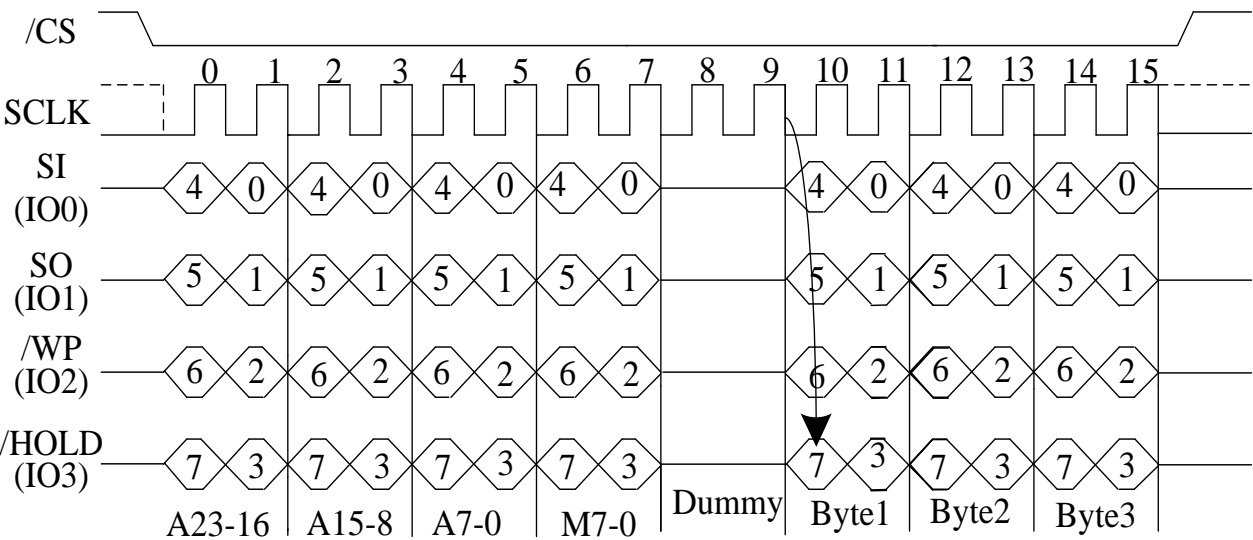 /CS
0 1 2 3 4 5 6 7 8 9 10 11 12 13 14 15
SCLK
SI
(IO0)
4 0 4 0 4 0 4 0 4 0 4 0 4 0
SO
(IO1)
5 1 5 1 5 1 5 1 5 1 5 1 5 1
/WP
(IO2)
6 2 6 2 6 2 6 2 6 2 6 2 6 2
/HOLD
(IO3)
7 3 7 3 7 3 7 3 7 3 7 3 7 3
A23-16 A15-8 A7-0 M7-0 Dummy Byte1 Byte2 Byte3